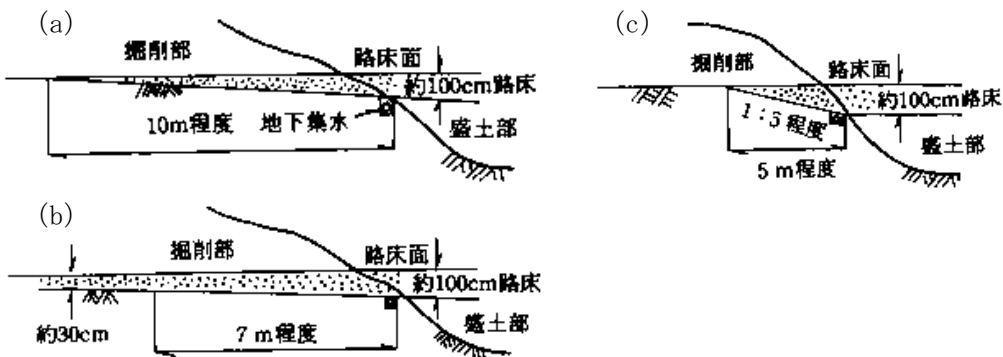 (a)
掘削部
路床面
約100cm路床
10m程度
地下集水
盛土部
(b)
掘削部
路床面
約100cm路床
約30cm
7m程度
盛土部
(c)
掘削部
路床面
約100cm路床
1:5程度
5m程度
盛土部